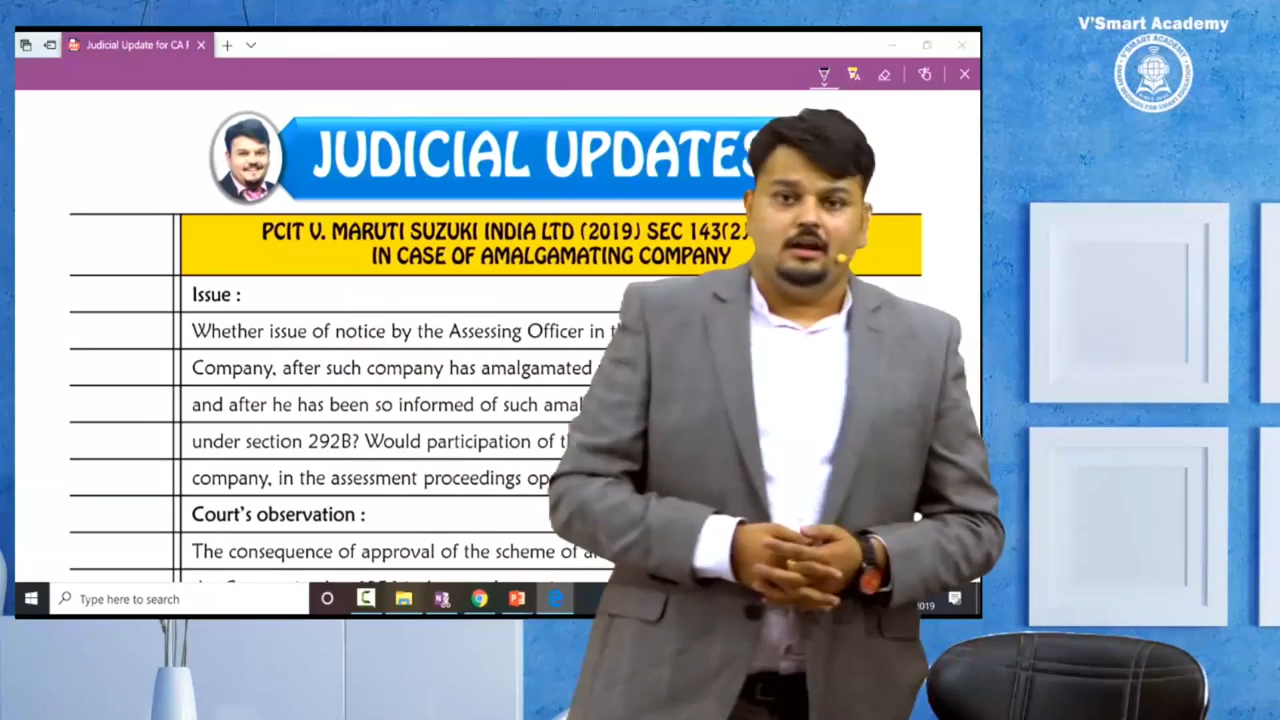 V'Smart Academy
V'SMART ACADEMY
Judicial Update for CA F
JUDICIAL UPDATES
PCIT V. MARUTI SUZUKI INDIA LTD (2019) SEC 143(2)
IN CASE OF AMALGAMATING COMPANY
Issue :
Whether issue of notice by the Assessing Officer in
Company, after such company has amalgamated
and after he has been so informed of such
under section 292B? Would participation of
company, in the assessment proceedings
Court's observation :
The consequence of approval of the scheme of
Type here to search
2019